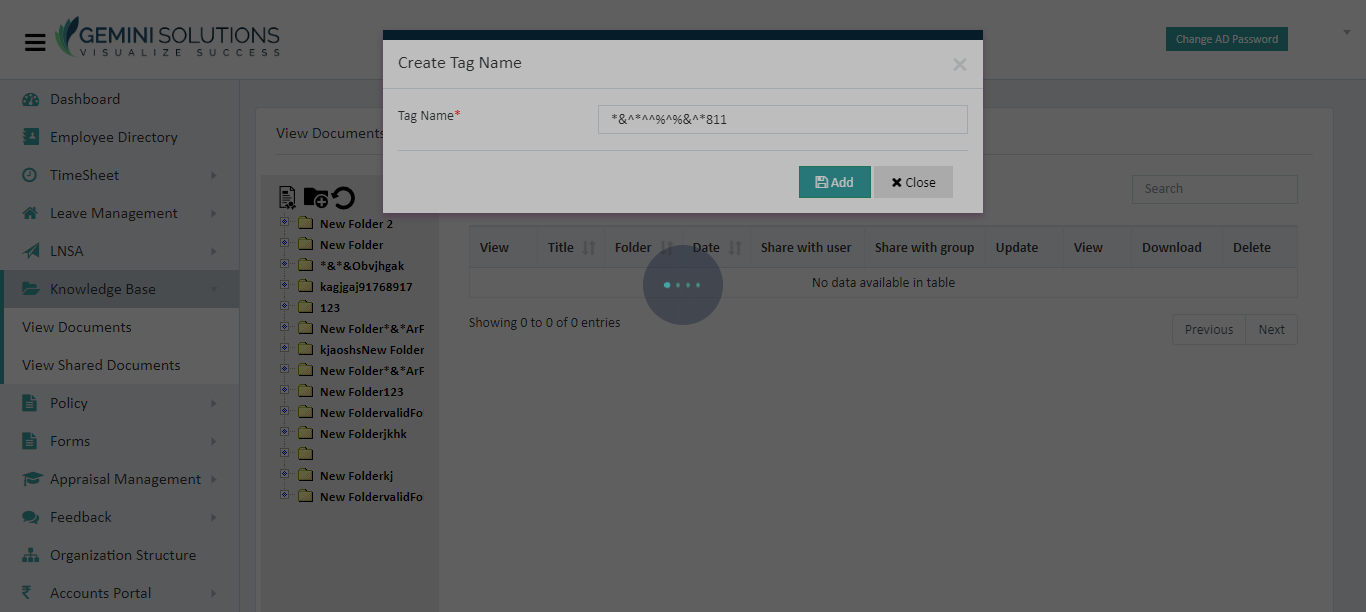 GEMINI SOLUTIONS
VISUALIZE SUCCESS
Change AD Password
Create Tag Name
Tag Name*
*&^*^^%^%&^*811
Add
Close
Dashboard
Employee Directory
TimeSheet
Leave Management
LNSA
Knowledge Base
View Documents
View Shared Documents
Policy
Forms
Appraisal Management
Feedback
Organization Structure
Accounts Portal
View Documents
New Folder 2
New Folder
*&*&Obvjhgak
kagjgaj91768917
123
New Folder*&*ArF
kjaoshsNew Folder
New Folder*&*ArF
New Folder123
New FoldervalidFo
New Folderjkhk
New Folderkj
New FoldervalidFo
Search
View Title Folder Date Share with user Share with group Update View Download Delete
No data available in table
Showing 0 to 0 of 0 entries
Previous Next